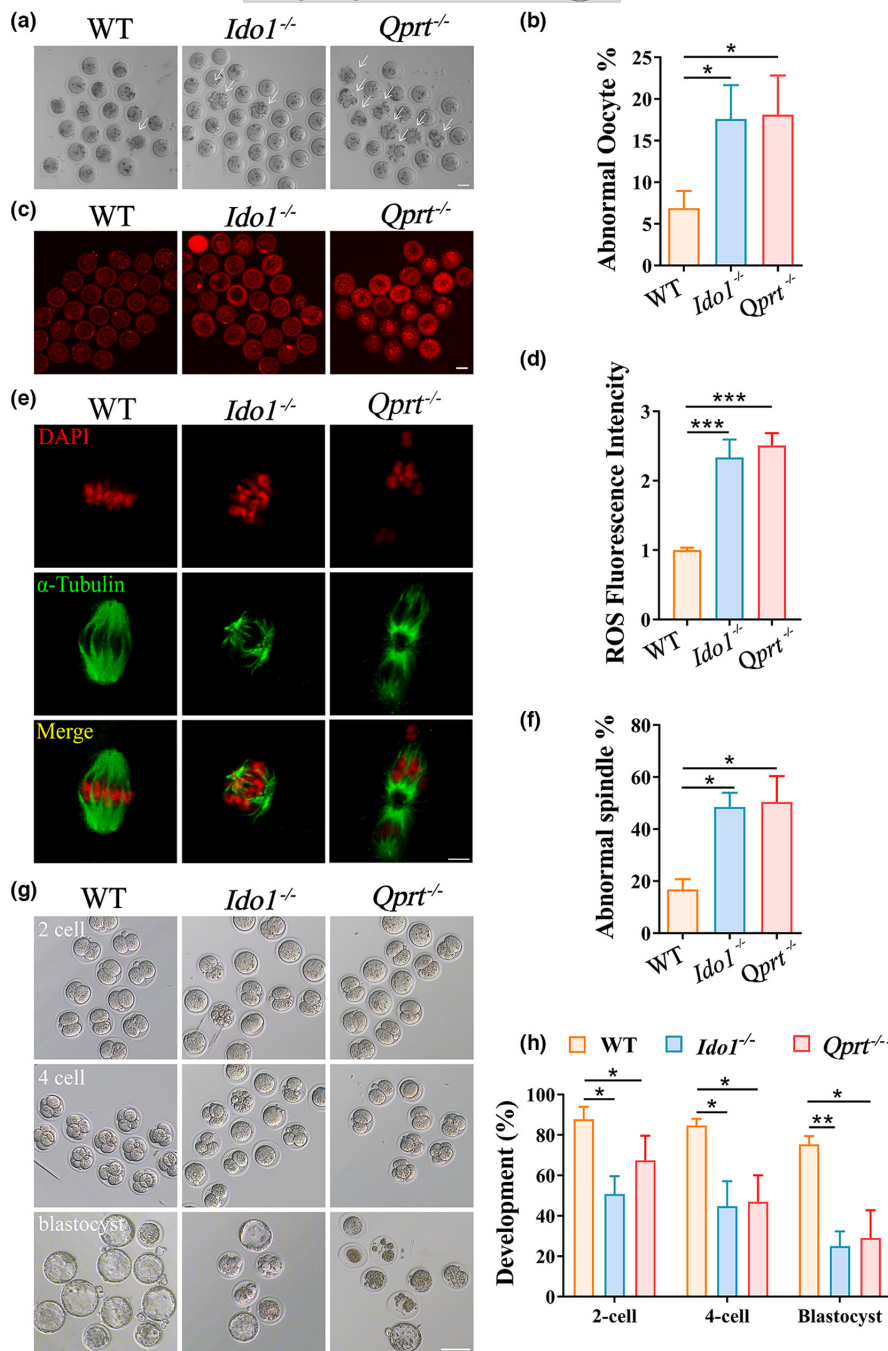 (a)
WT Ido1-/- Qprt-/-
(b)
Abnormal Oocyte %
25
20
15
10
5
0
*
*
WT Ido1-/- Qprt-/-
(c)
WT Ido1-/- Qprt-/-
(d)
ROS Fluorescence Intencity
3
2
1
0
***
***
WT Ido1-/- Qprt-/-
(e)
WT Ido1-/- Qprt-/-
DAPI
α-Tubulin
Merge
(f)
Abnormal spindle %
80
60
40
20
0
*
*
WT Ido1-/- Qprt-/-
(g)
WT Ido1-/- Qprt-/-
2 cell
4 cell
blastocyst
(h) WT Ido1-/- Qprt-/-
Development (%)
100
80
60
40
20
0
* * *
* * **
2-cell 4-cell Blastocyst